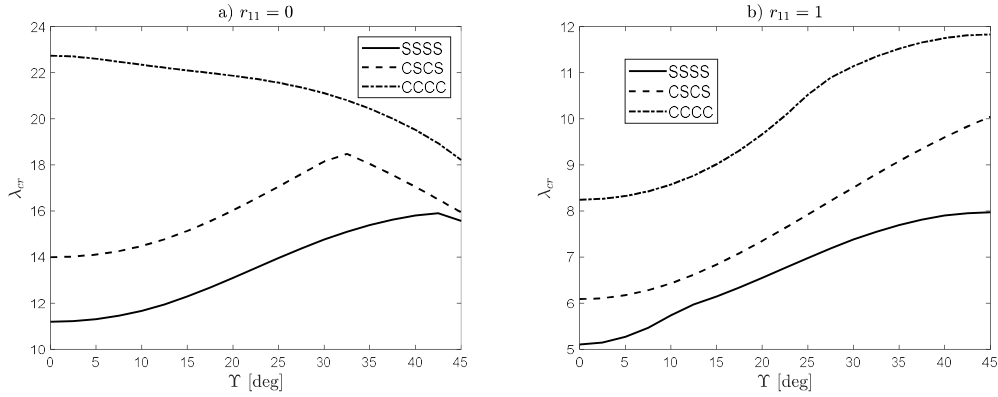 a) r₁₁ = 0
24
22
20
18
16
14
12
10
λcr
SSSS
CSCS
CCCC
0 5 10 15 20 25 30 35 40 45
Υ [deg]
b) r₁₁ = 1
12
11
10
9
8
7
6
5
λcr
SSSS
CSCS
CCCC
0 5 10 15 20 25 30 35 40 45
Υ [deg]